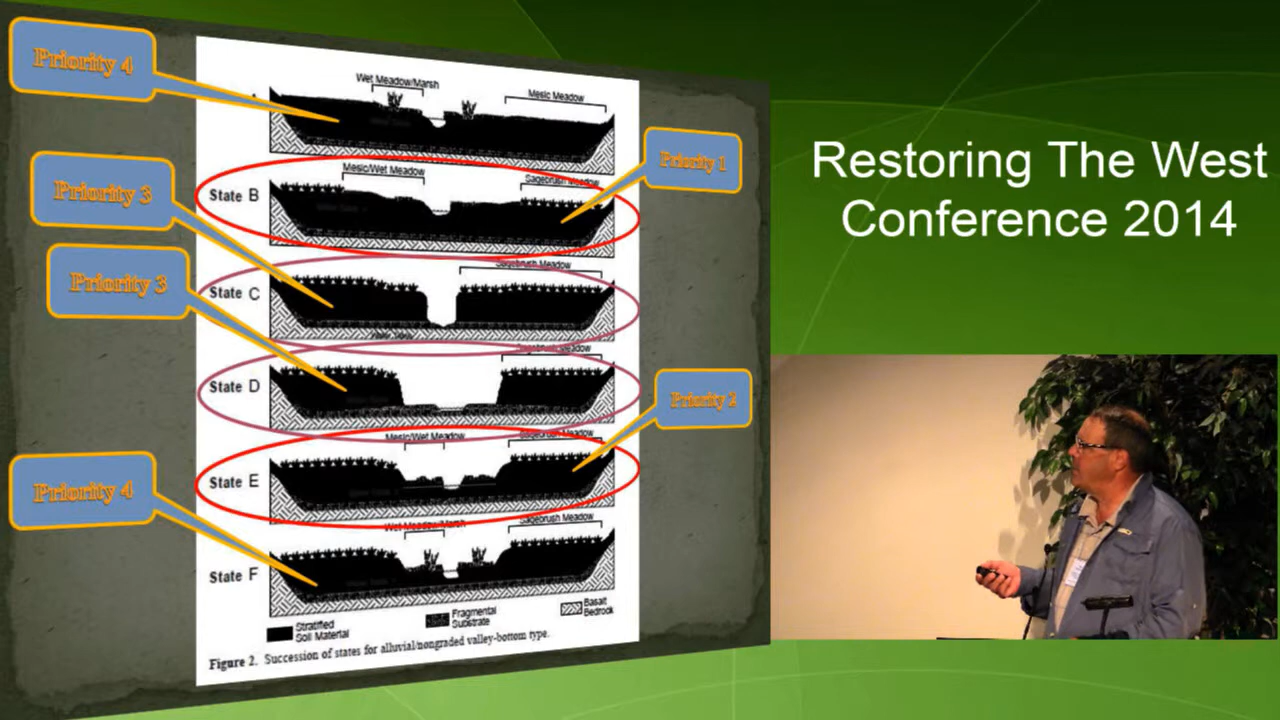 Priority 4
Wet Meadow/Marsh
Mesic Meadow
Priority 1
Priority 3
State B
Mesic/Wet Meadow
Sagebrush Meadow
Priority 3
State C
Sagebrush Meadow
State D
Sagebrush Meadow
Priority 2
Priority 4
State E
Mesic/Wet Meadow
Sagebrush Meadow
State F
Wet Meadow/Marsh
Sagebrush Meadow
Stratified
Soil Material
Fragmental
Substrate
Basalt
Bedrock
Figure 2. Succession of states for alluvial/nongraded valley-bottom type.
Restoring The West
Conference 2014